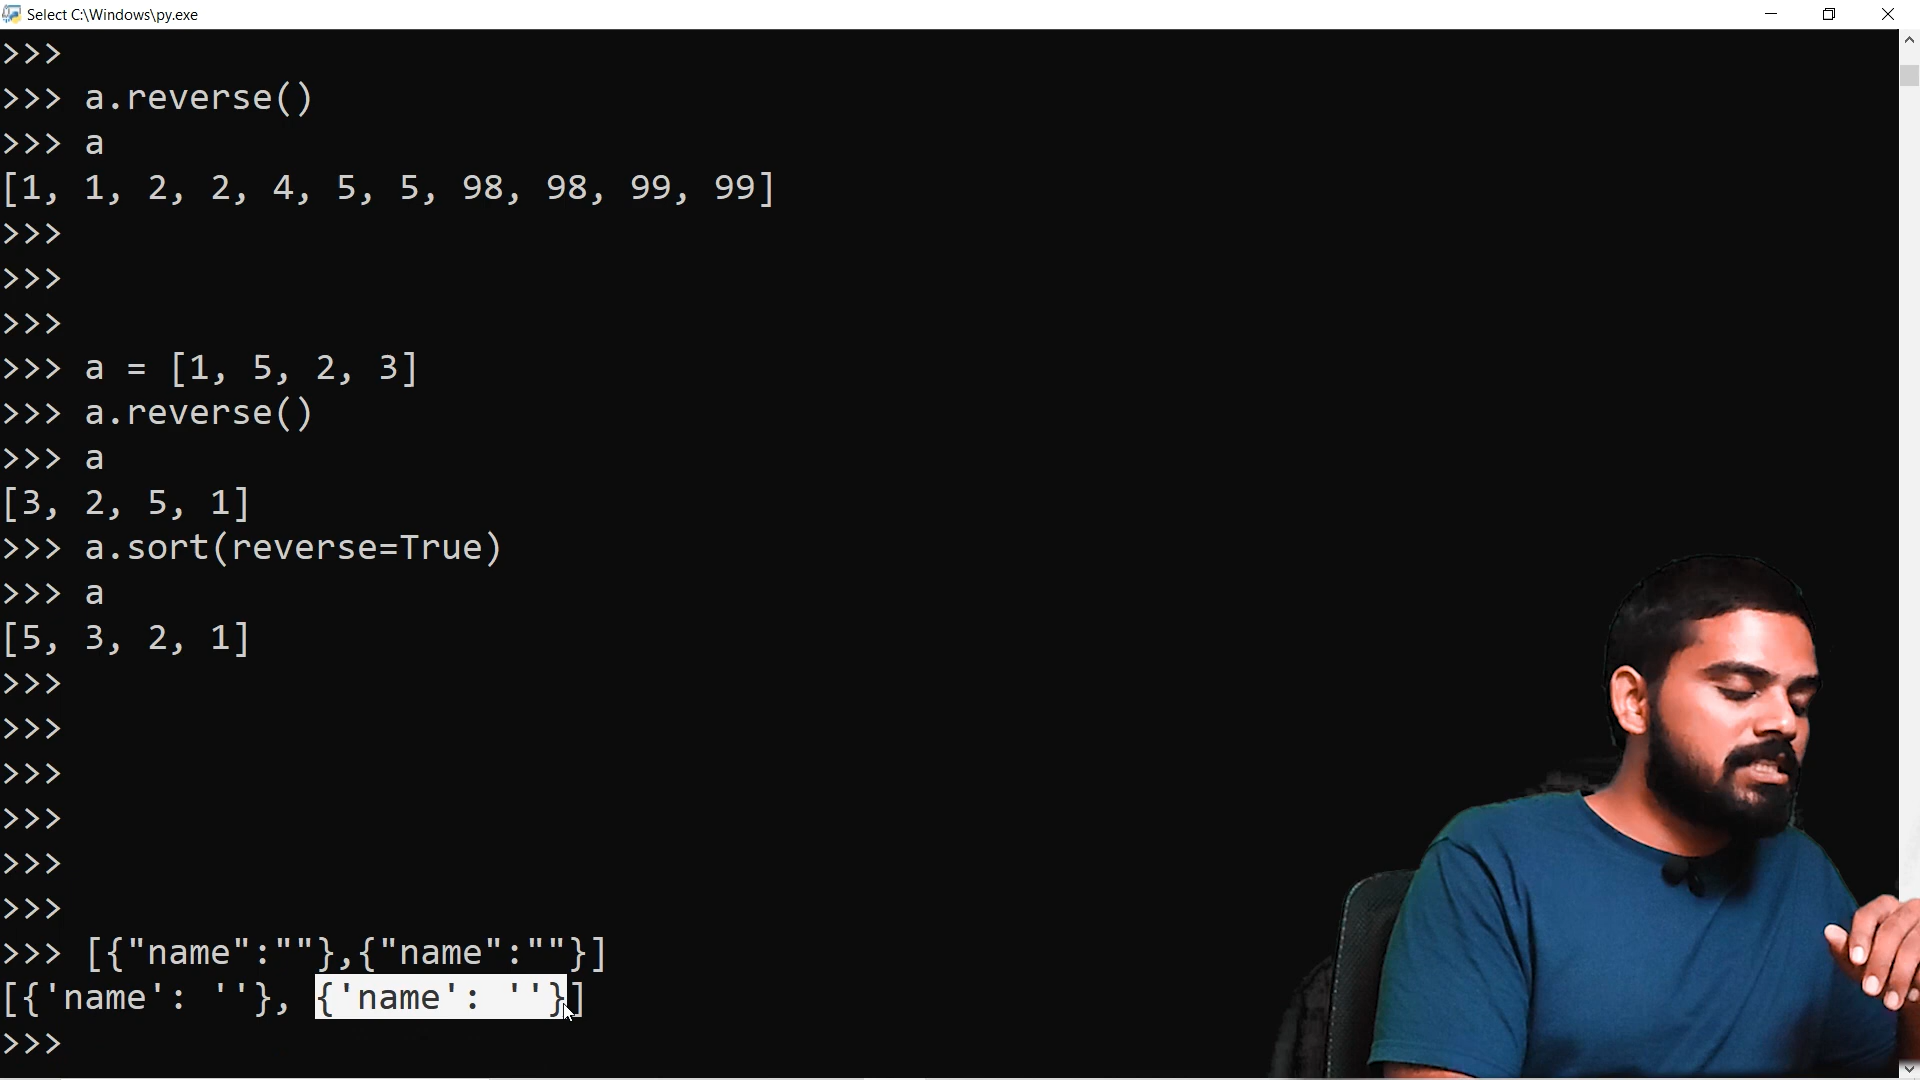 Select C:\Windows\py.exe
>>>
>>> a.reverse()
>>> a
[1, 1, 2, 2, 4, 5, 5, 98, 98, 99, 99]
>>>
>>>
>>>
>>> a = [1, 5, 2, 3]
>>> a.reverse()
>>> a
[3, 2, 5, 1]
>>> a.sort(reverse=True)
>>> a
[5, 3, 2, 1]
>>>
>>>
>>>
>>>
>>>
>>>
>>> [{"name":""},{"name":""}]
[{'name': ''}, {'name': ''}]
>>>